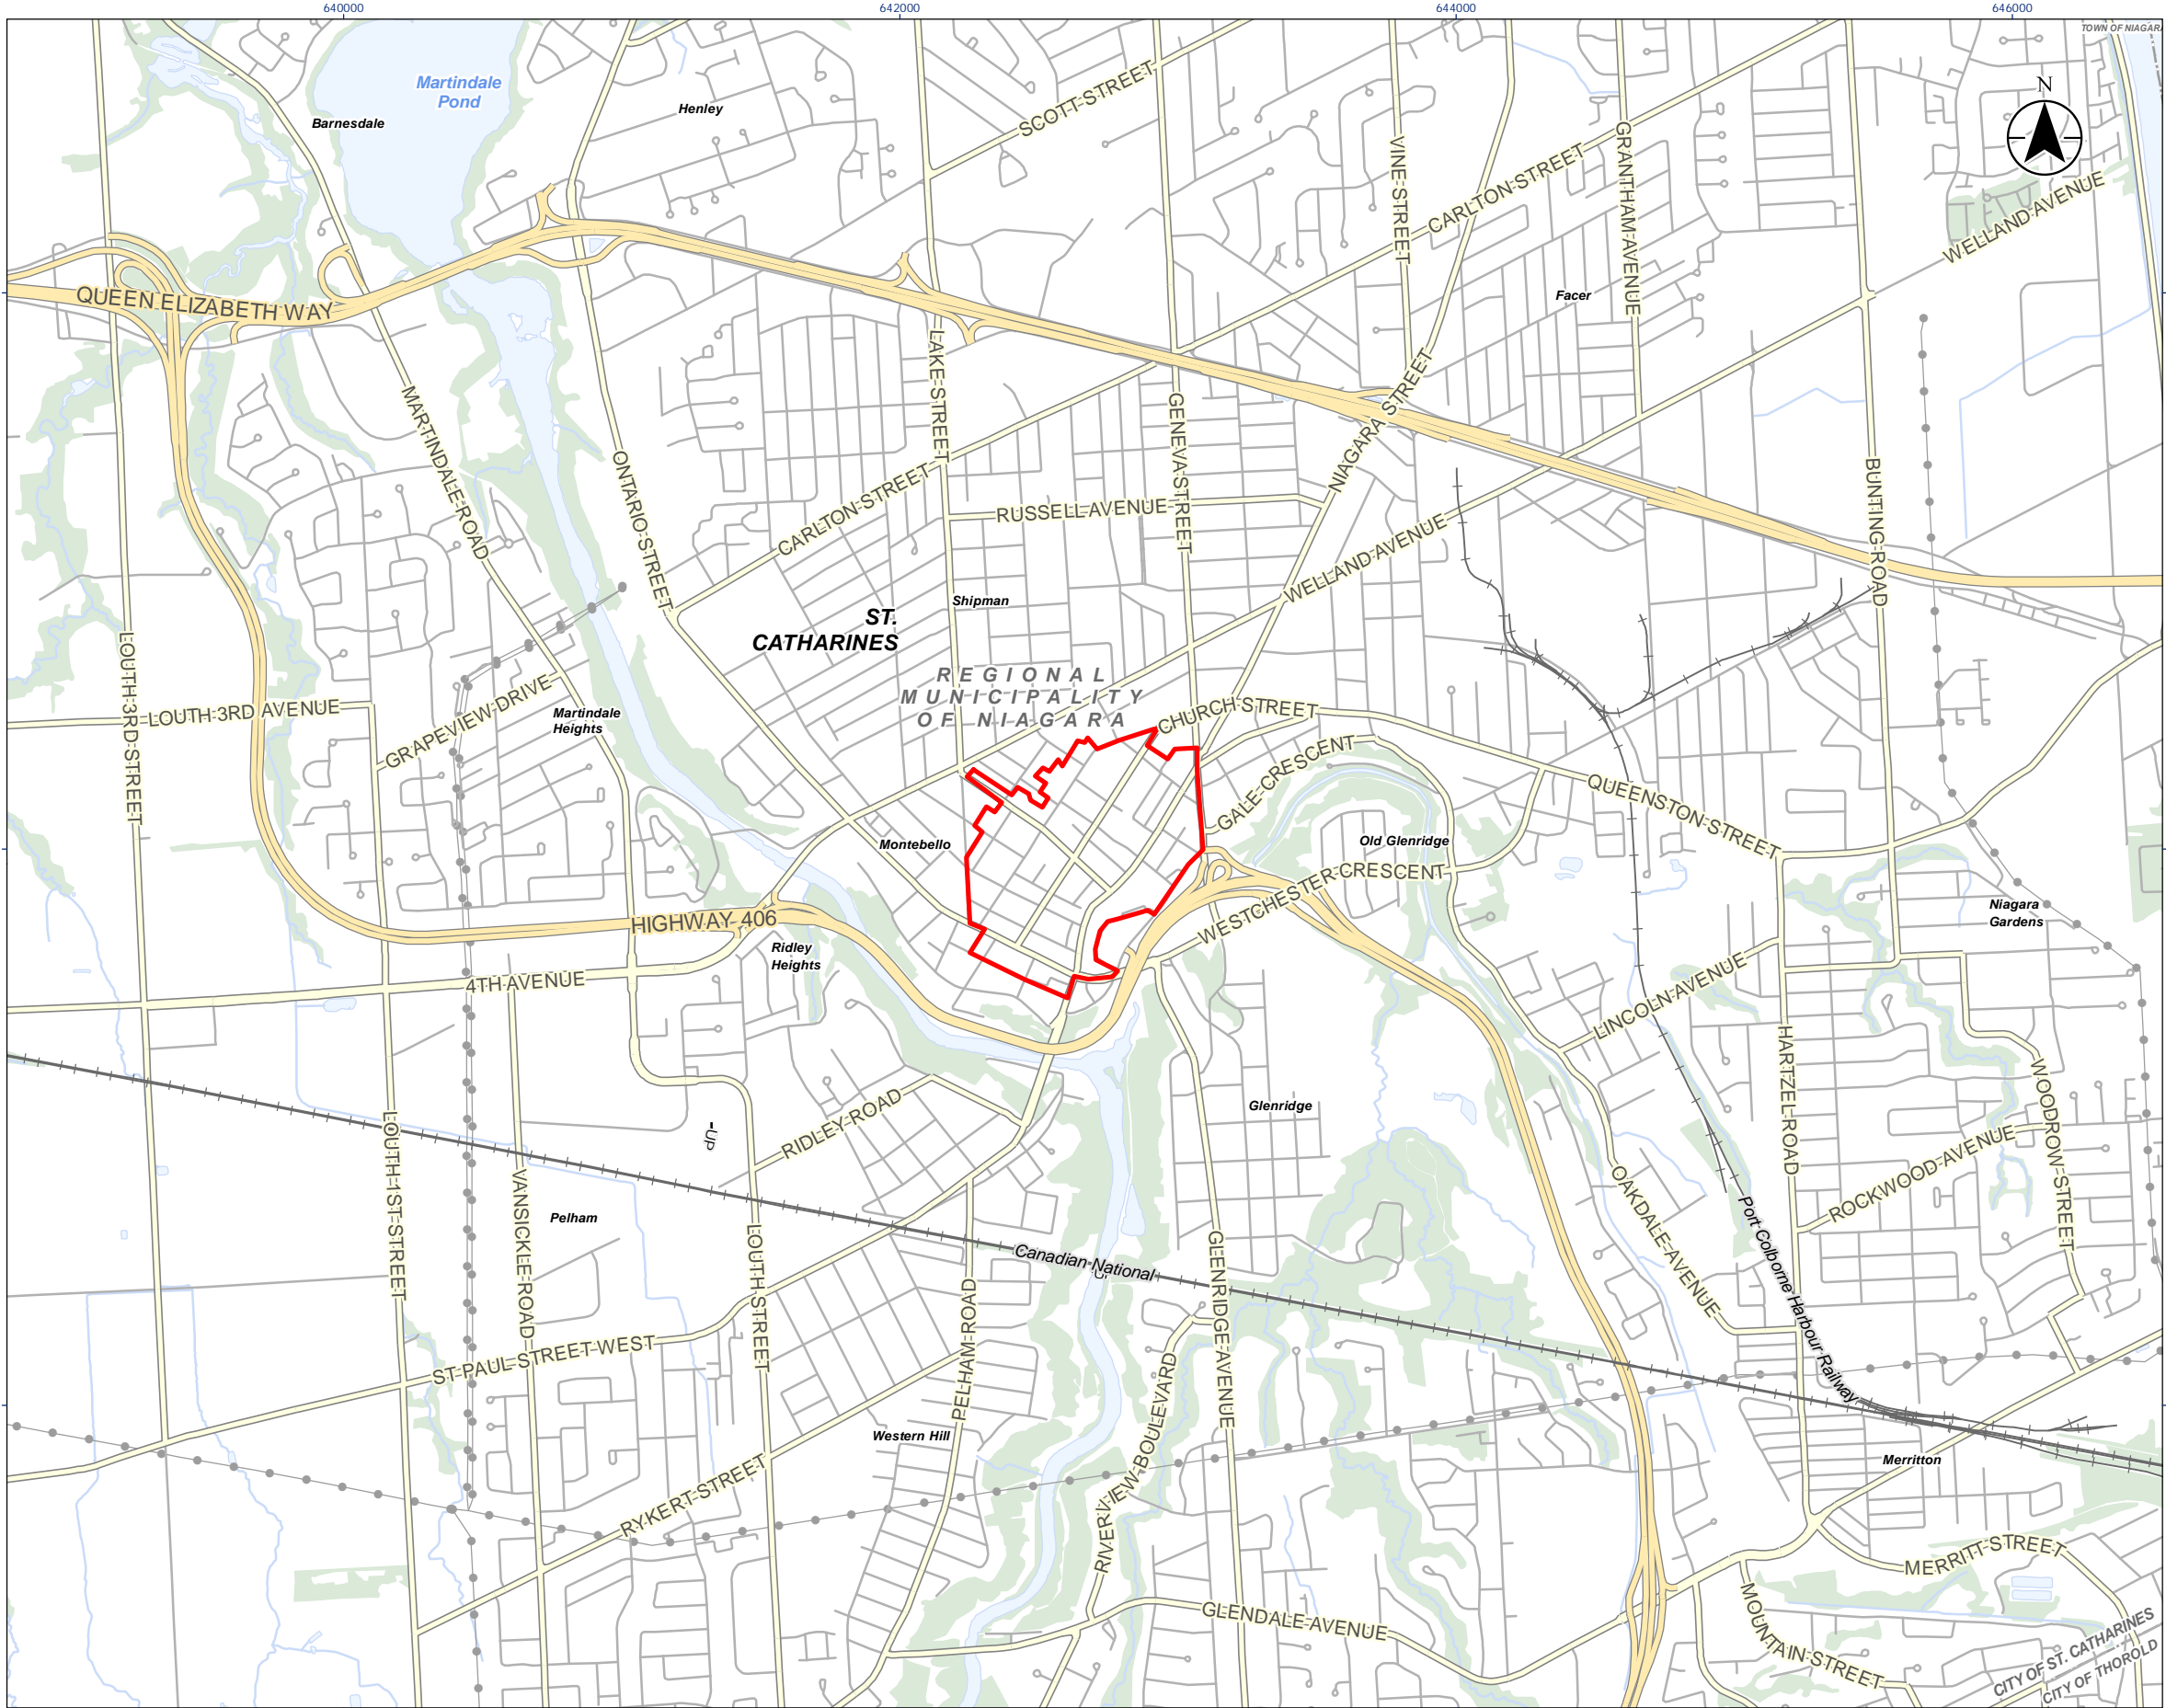 640000
642000
644000
646000
TOWN OF NIAGARA
N
Martindale
Pond
Barnesdale
Henley
SCOTT STREET
VINE STREET
CARLTON STREET
GRANTHAM AVENUE
WELLAND AVENUE
QUEEN ELIZABETH WAY
Facer
LAKE STREET
MARTINDALE ROAD
ONTARIO STREET
GENEVA STREET
NIAGARA STREET
CARLTON STREET
RUSSELL AVENUE
BUNTING ROAD
WELLAND AVENUE
Shipman
ST.
CATHARINES
LOUTH 3RD STREET
REGIONAL
MUNICIPALITY
OF NIAGARA
LOUTH 3RD AVENUE
GRAPEVIEW DRIVE
Martindale
Heights
CHURCH STREET
GALE CRESCENT
QUEENSTON STREET
Montebello
Old Glenridge
WESTCHESTER CRESCENT
HIGHWAY 406
Ridley
Heights
Niagara
Gardens
4TH AVENUE
LINCOLN AVENUE
HARTZEL ROAD
WOODROW STREET
Glenridge
RIDLEY ROAD
UP
LOUTH 1ST STREET
VANSICKLE ROAD
Pelham
OAKDALE AVENUE
ROCKWOOD AVENUE
Port Colborne Harbour Railway
LOUTH STREET
Canadian National
GLENRIDGE AVENUE
PELHAM ROAD
ST PAUL STREET WEST
RIVERVIEW BOULEVARD
Western Hill
Merritton
RYKERT STREET
MERRITT STREET
GLENDALE AVENUE
MOUNTAIN STREET
CITY OF ST. CATHARINES
CITY OF THOROLD